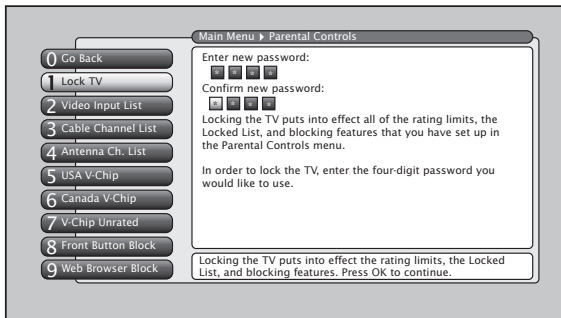 Main Menu ▶ Parental Controls
0 Go Back
1 Lock TV
2 Video Input List
3 Cable Channel List
4 Antenna Ch. List
5 USA V-Chip
6 Canada V-Chip
7 V-Chip Unrated
8 Front Button Block
9 Web Browser Block
Enter new password:
* * * *
Confirm new password:
* * * *
Locking the TV puts into effect all of the rating limits, the
Locked List, and blocking features that you have set up in
the Parental Controls menu.
In order to lock the TV, enter the four-digit password you
would like to use.
Locking the TV puts into effect the rating limits, the Locked
List, and blocking features. Press OK to continue.